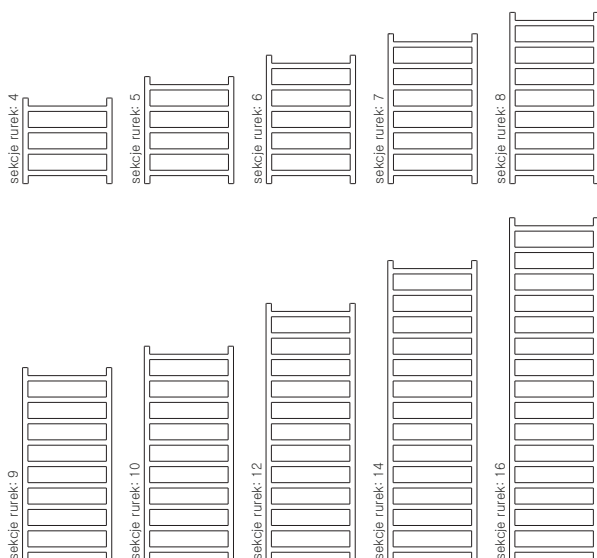 sekcje rurek: 4
sekcje rurek: 5
sekcje rurek: 6
sekcje rurek: 7
sekcje rurek: 8
sekcje rurek: 9
sekcje rurek: 10
sekcje rurek: 12
sekcje rurek: 14
sekcje rurek: 16